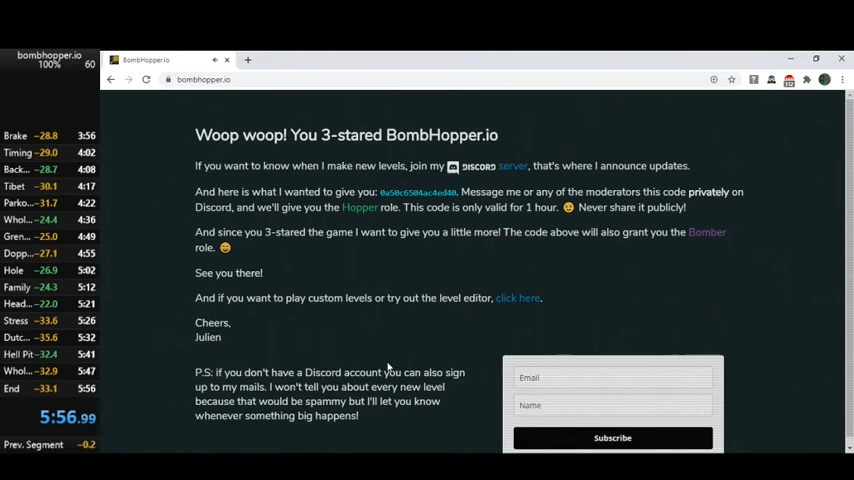 bombhopper.io
100% 60
Brake -28.8 3:56
Timing -29.0 4:02
Back... -28.7 4:08
Tibet -30.1 4:17
Parko... -31.7 4:22
Whol... -24.4 4:36
Gren... -25.0 4:49
Dopp... -27.1 4:55
Hole -26.9 5:02
Family -24.3 5:12
Head... -22.0 5:21
Stress -33.6 5:26
Dutc... -35.6 5:32
Hell Pit -32.4 5:41
Whol... -32.9 5:47
End -33.1 5:56
5:56.99
Prev. Segment -0.2
BombHopper.io
bombhopper.io
312
Woop woop! You 3-stared BombHopper.io
If you want to know when I make new levels, join my DISCORD server, that's where I announce updates.
And here is what I wanted to give you: 0a50c6504ac4ed40. Message me or any of the moderators this code privately on
Discord, and we'll give you the Hopper role. This code is only valid for 1 hour. 😉 Never share it publicly!
And since you 3-stared the game I want to give you a little more! The code above will also grant you the Bomber
role. 😄
See you there!
And if you want to play custom levels or try out the level editor, click here.
Cheers,
Julien
P.S: if you don't have a Discord account you can also sign
up to my mails. I won't tell you about every new level
because that would be spammy but I'll let you know
whenever something big happens!
Email
Name
Subscribe